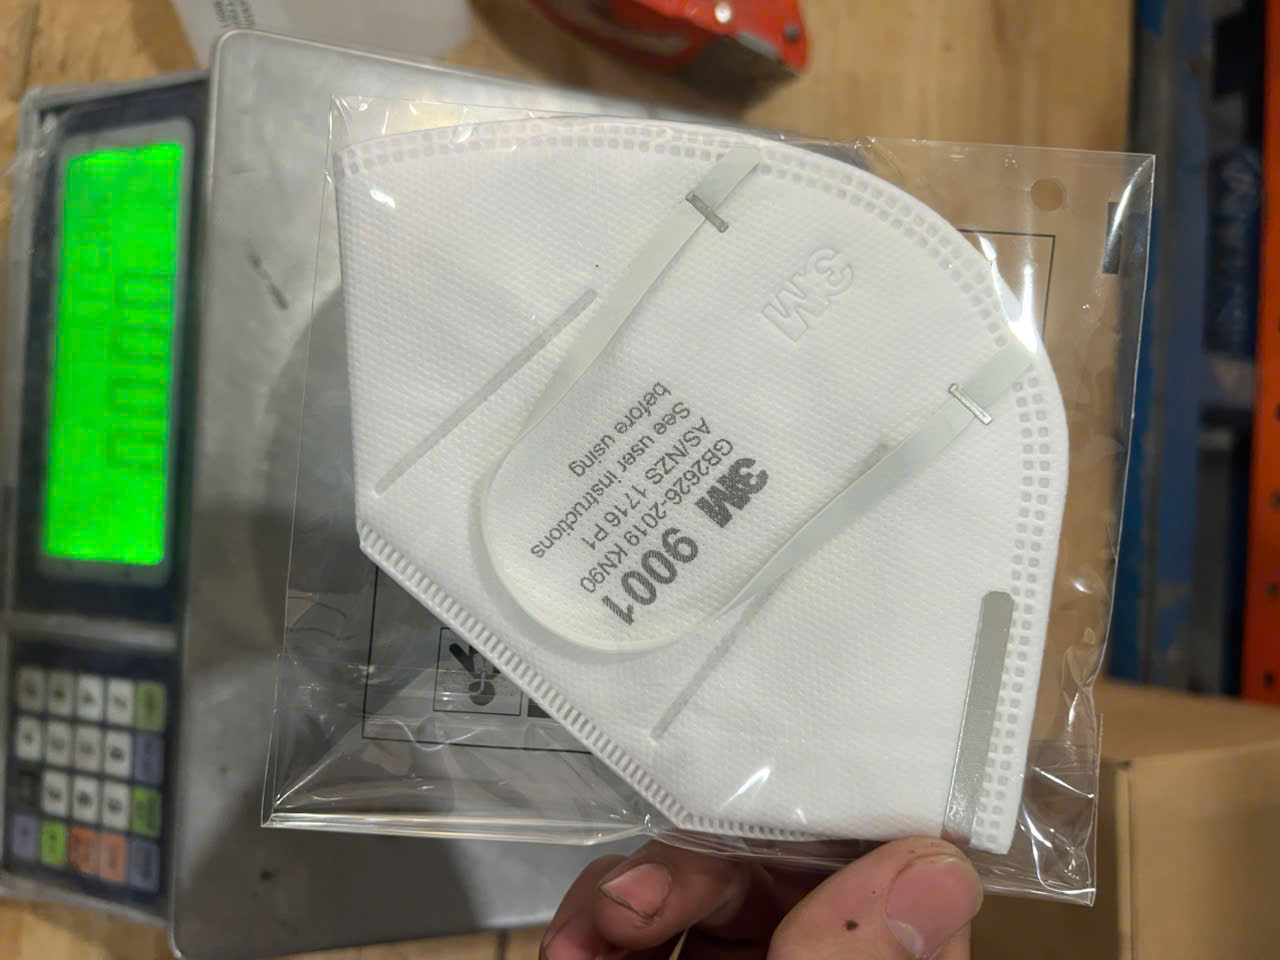 3M
3M 9001
GB2626-2019 KN90
AS/NZS 1716 P1
See user instructions
before using